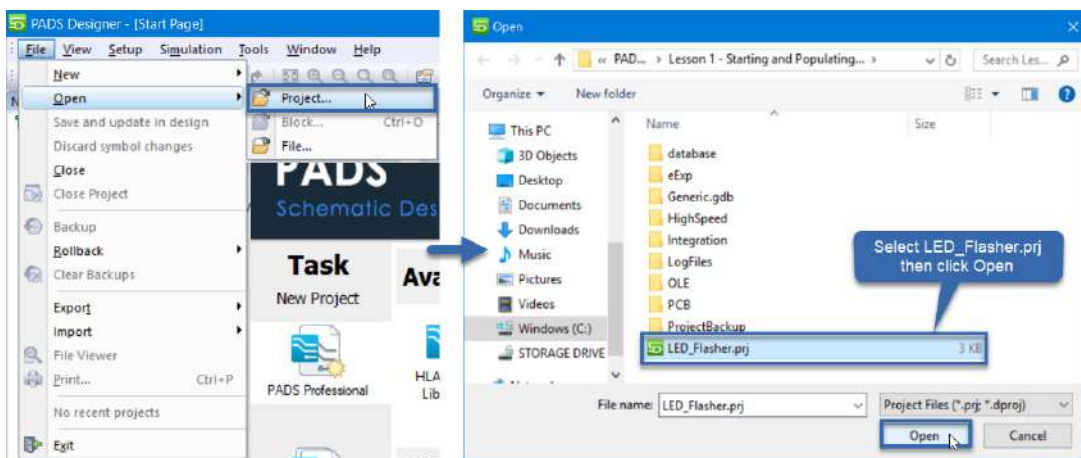 PADS Designer - [Start Page]
File View Setup Simulation Tools Window Help
New
Open
Save and update in design
Discard symbol changes
Close
Close Project
Backup
Rollback
Clear Backups
Export
Import
File Viewer
Print... Ctrl+P
No recent projects
Exit
Project...
Block... Ctrl+O
File...
PADS
Schematic Des
Task
New Project
PADS Professional
Ava
HLA
Lib
Open
« PAD... › Lesson 1 - Starting and Populating... ›
Search Les...
Organize New folder
This PC
3D Objects
Desktop
Documents
Downloads
Music
Pictures
Videos
Windows (C:)
STORAGE DRIVE
Name Size
database
eExp
Generic.gdb
HighSpeed
Integration
LogFiles
OLE
PCB
ProjectBackup
LED_Flasher.prj 3 KB
Select LED_Flasher.prj
then click Open
File name: LED_Flasher.prj Project Files (*.prj; *.dproj)
Open Cancel